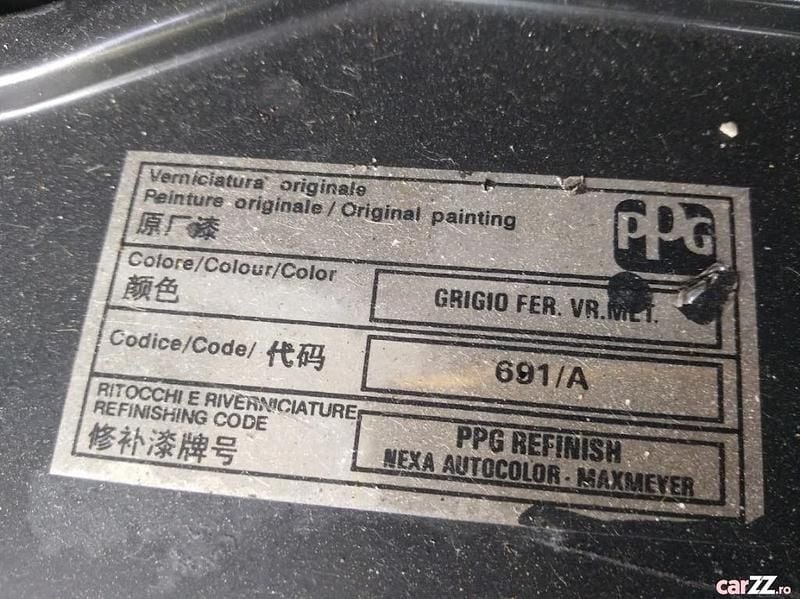 Verniciatura originale
Peinture originale / Original painting
原厂漆
PPG
Colore/Colour/Color
颜色
GRIGIO FER. VR.MET.
Codice/Code/ 代码
691/A
RITOCCHI E RIVERNICIATURE
REFINISHING CODE
修补漆牌号
PPG REFINISH
NEXA AUTOCOLOR - MAXMEYER
carZZ.ro